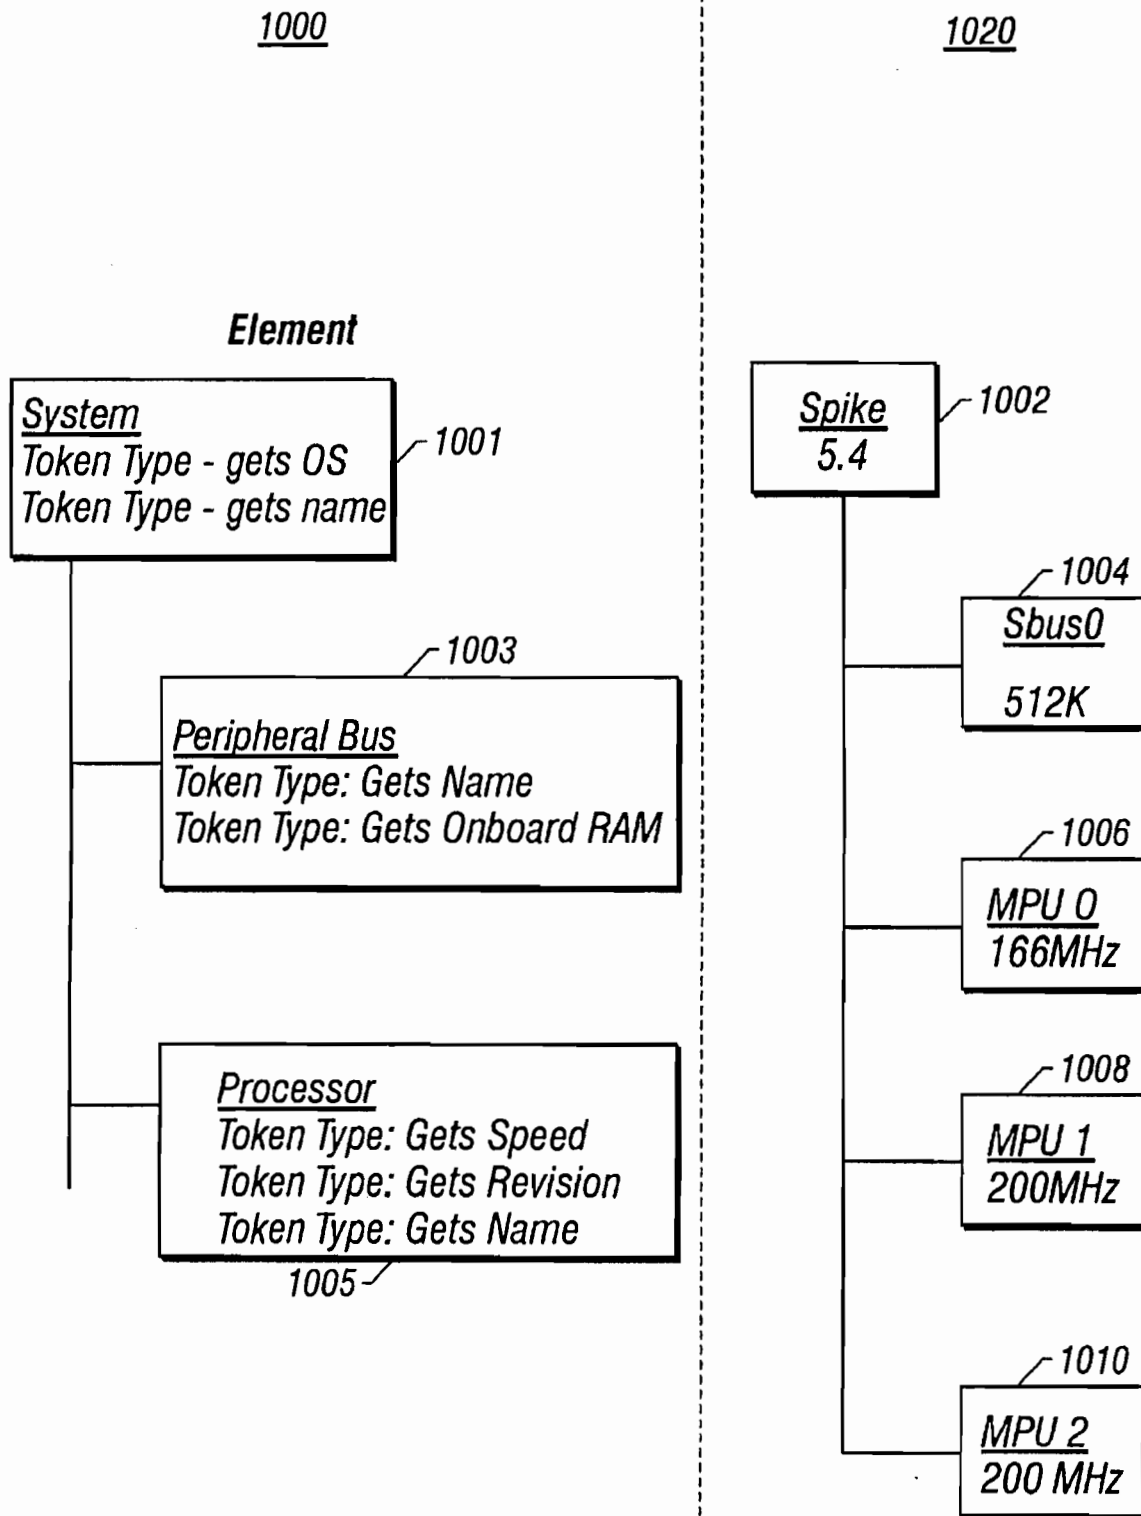 1000
Element
System
Token Type - gets OS
Token Type - gets name
1001
1003
Peripheral Bus
Token Type: Gets Name
Token Type: Gets Onboard RAM
Processor
Token Type: Gets Speed
Token Type: Gets Revision
Token Type: Gets Name
1005
1020
Spike
5.4
1002
1004
Sbus0
512K
1006
MPU 0
166MHz
1008
MPU 1
200MHz
1010
MPU 2
200 MHz